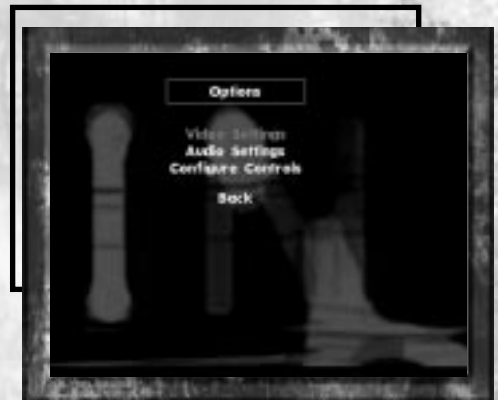 Options
Video Settings
Audio Settings
Configure Controls
Back